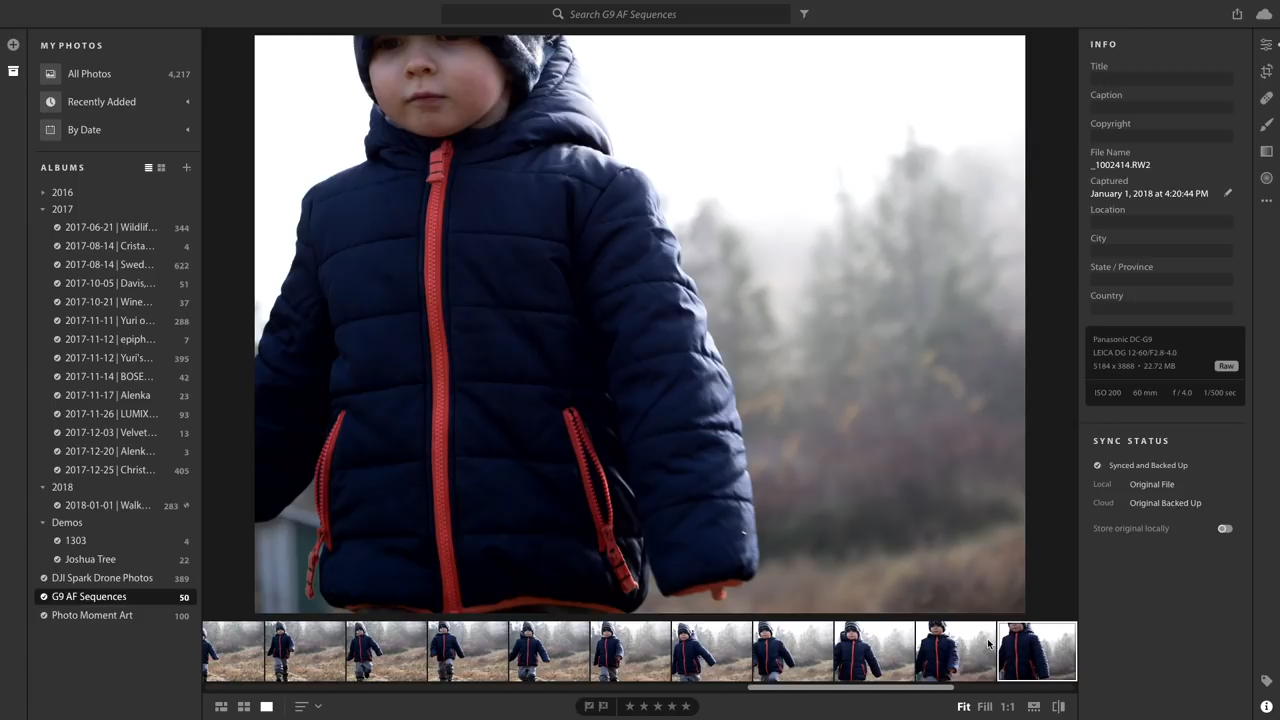 Search G9 AF Sequences
MY PHOTOS
All Photos 4,217
Recently Added
By Date
ALBUMS
2016
2017
2017-06-21 | Wildlif... 344
2017-08-14 | Crista... 4
2017-08-14 | Swed... 622
2017-10-05 | Davis,... 51
2017-10-21 | Wine... 37
2017-11-11 | Yuri o... 288
2017-11-12 | epiph... 7
2017-11-12 | Yuri's... 395
2017-11-14 | BOSE... 42
2017-11-17 | Alenka 23
2017-11-26 | LUMIX... 93
2017-12-03 | Velvet... 13
2017-12-20 | Alenk... 3
2017-12-25 | Christ... 405
2018
2018-01-01 | Walk... 283
Demos
1303 4
Joshua Tree 22
DJI Spark Drone Photos 389
G9 AF Sequences 50
Photo Moment Art 100
Fit Fill 1:1
INFO
Title
Caption
Copyright
File Name
_1002414.RW2
Captured
January 1, 2018 at 4:20:44 PM
Location
City
State / Province
Country
Panasonic DC-G9
LEICA DG 12-60/F2.8-4.0
5184 x 3888 • 22.72 MB Raw
ISO 200 60 mm f / 4.0 1/500 sec
SYNC STATUS
Synced and Backed Up
Local Original File
Cloud Original Backed Up
Store original locally